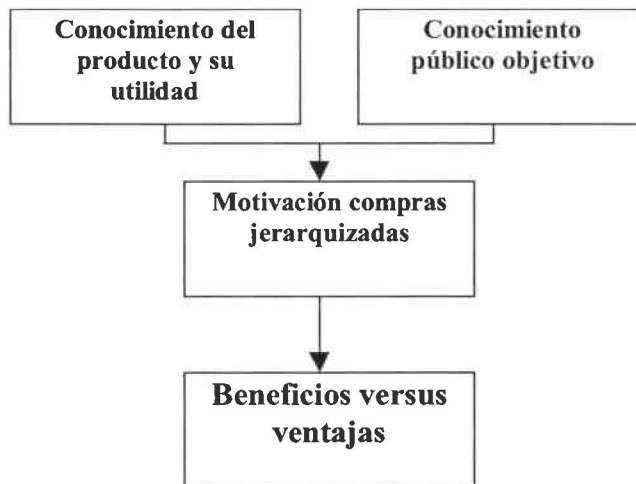 Conocimiento del
producto y su
utilidad
Conocimiento
público objetivo
Motivación compras
jerarquizadas
Beneficios versus
ventajas